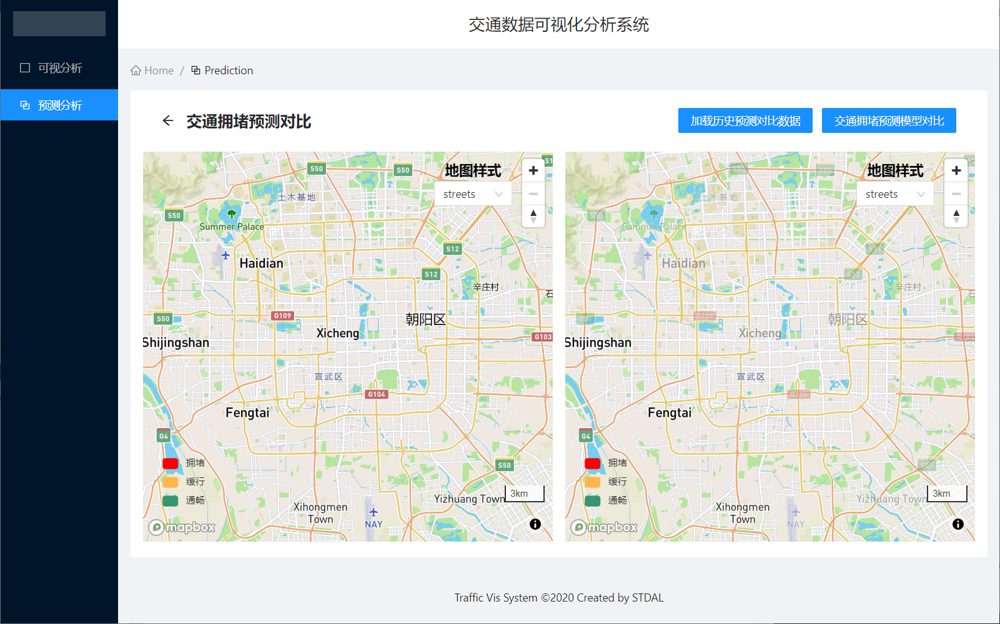 交通数据可视化分析系统
可视分析
预测分析
Home / Prediction
交通拥堵预测对比
加载历史预测对比数据
交通拥堵预测模型对比
S50
S50
S1
地图样式
streets
土木基地
S50
Summer Palace
S12
Haidian
S12
辛庄村
石
S50
G109
朝阳区
Xicheng
G103
Shijingshan
宣武区
G104
Fengtai
G4
拥堵
缓行
通畅
S50
3km
Yizhuang Town
Xihongmen
Town
NAY
mapbox
地图样式
streets
土木基地
Summer Palace
Haidian
辛庄村
石
朝阳区
Xicheng
Shijingshan
宣武区
Fengtai
G4
拥堵
缓行
通畅
3km
Yizhuang Town
Xihongmen
Town
NAY
mapbox
Traffic Vis System ©2020 Created by STDAL